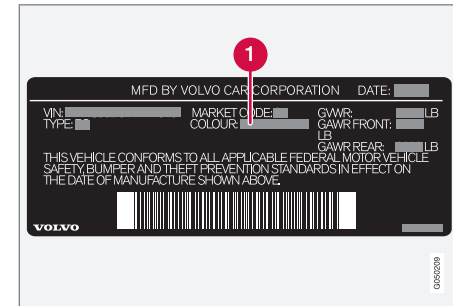 1
MFD BY VOLVO CAR CORPORATION DATE:
VIN: MARKET CODE: GVWR: LB
TYPE: COLOUR: GAWR FRONT:
LB
GAWR REAR: LB
THIS VEHICLE CONFORMS TO ALL APPLICABLE FEDERAL MOTOR VEHICLE
SAFETY, BUMPER AND THEFT PREVENTION STANDARDS IN EFFECT ON
THE DATE OF MANUFACTURE SHOWN ABOVE.
VOLVO
G050209